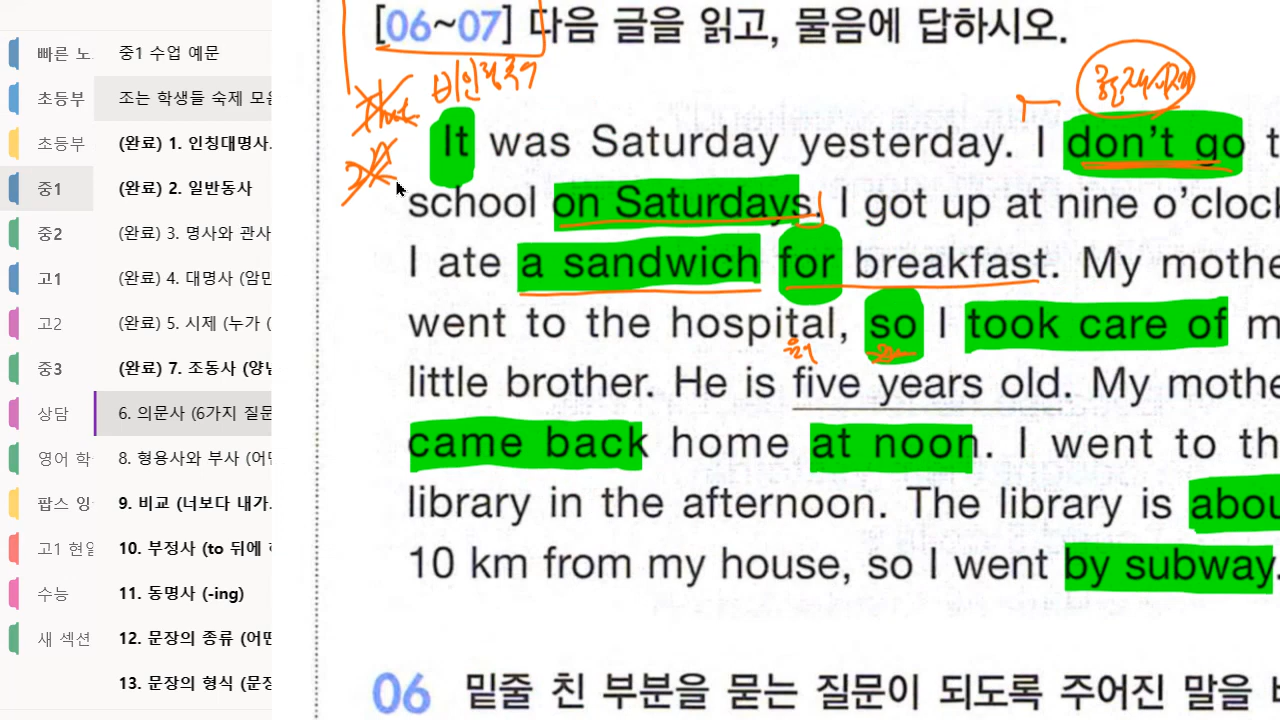 빠른 노
초등부
초등부
중1
중2
고1
고2
중3
상담
영어 학
팝스 잉
고1 현일
수능
새 섹션
중1 수업 예문
조는 학생들 숙제 모음
(완료) 1. 인칭대명사.
(완료) 2. 일반동사
(완료) 3. 명사와 관사
(완료) 4. 대명사 (암만
(완료) 5. 시제 (누가 (
(완료) 7. 조동사 (양념
6. 의문사 (6가지 질문
8. 형용사와 부사 (어떤
9. 비교 (너보다 내가.
10. 부정사 (to 뒤에
11. 동명사 (-ing)
12. 문장의 종류 (어떤
13. 문장의 형식 (문장
[06~07] 다음 글을 읽고, 물음에 답하시오.
비인칭주어
현재시제
It was Saturday yesterday. I don't go t
school on Saturdays. I got up at nine o'clock
I ate a sandwich for breakfast. My mothe
went to the hospital, so I took care of m
little brother. He is five years old. My mothe
came back home at noon. I went to th
library in the afternoon. The library is abou
10 km from my house, so I went by subway.
06 밑줄 친 부분을 묻는 질문이 되도록 주어진 말을